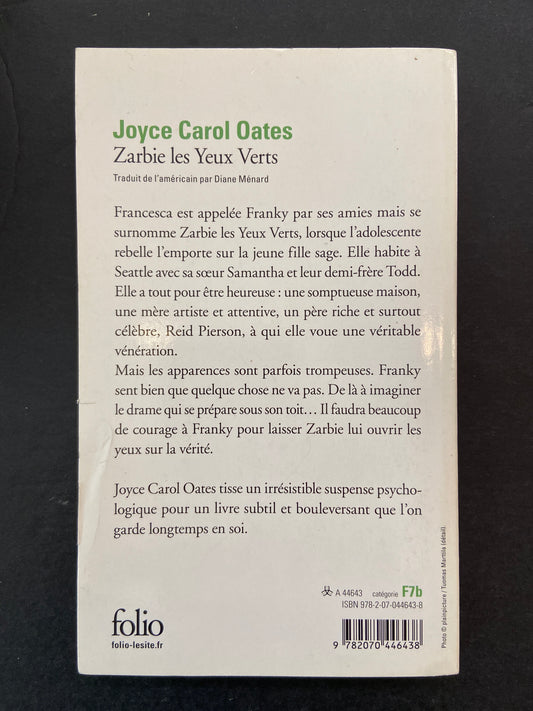 Joyce Carol Oates
Zarbie les Yeux Verts
Traduit de l'américain par Diane Ménard
Francesca est appelée Franky par ses amies mais se
surnomme Zarbie les Yeux Verts, lorsque l'adolescente
rebelle l'emporte sur la jeune fille sage. Elle habite à
Seattle avec sa sœur Samantha et leur demi-frère Todd.
Elle a tout pour être heureuse : une somptueuse maison,
une mère artiste et attentive, un père riche et surtout
célèbre, Reid Pierson, à qui elle voue une véritable
vénération.
Mais les apparences sont parfois trompeuses. Franky
sent bien que quelque chose ne va pas. De là à imaginer
le drame qui se prépare sous son toit... Il faudra beaucoup
de courage à Franky pour laisser Zarbie lui ouvrir les
yeux sur la vérité.
Joyce Carol Oates tisse un irrésistible suspense psycho-
logique pour un livre subtil et bouleversant que l'on
garde longtemps en soi.
A 44643 catégorie F7b
ISBN 978-2-07-044643-8
folio
folio-lesite.fr
9 782070 446438
Photo © plainpicture / Tuomas Marttila (détail).